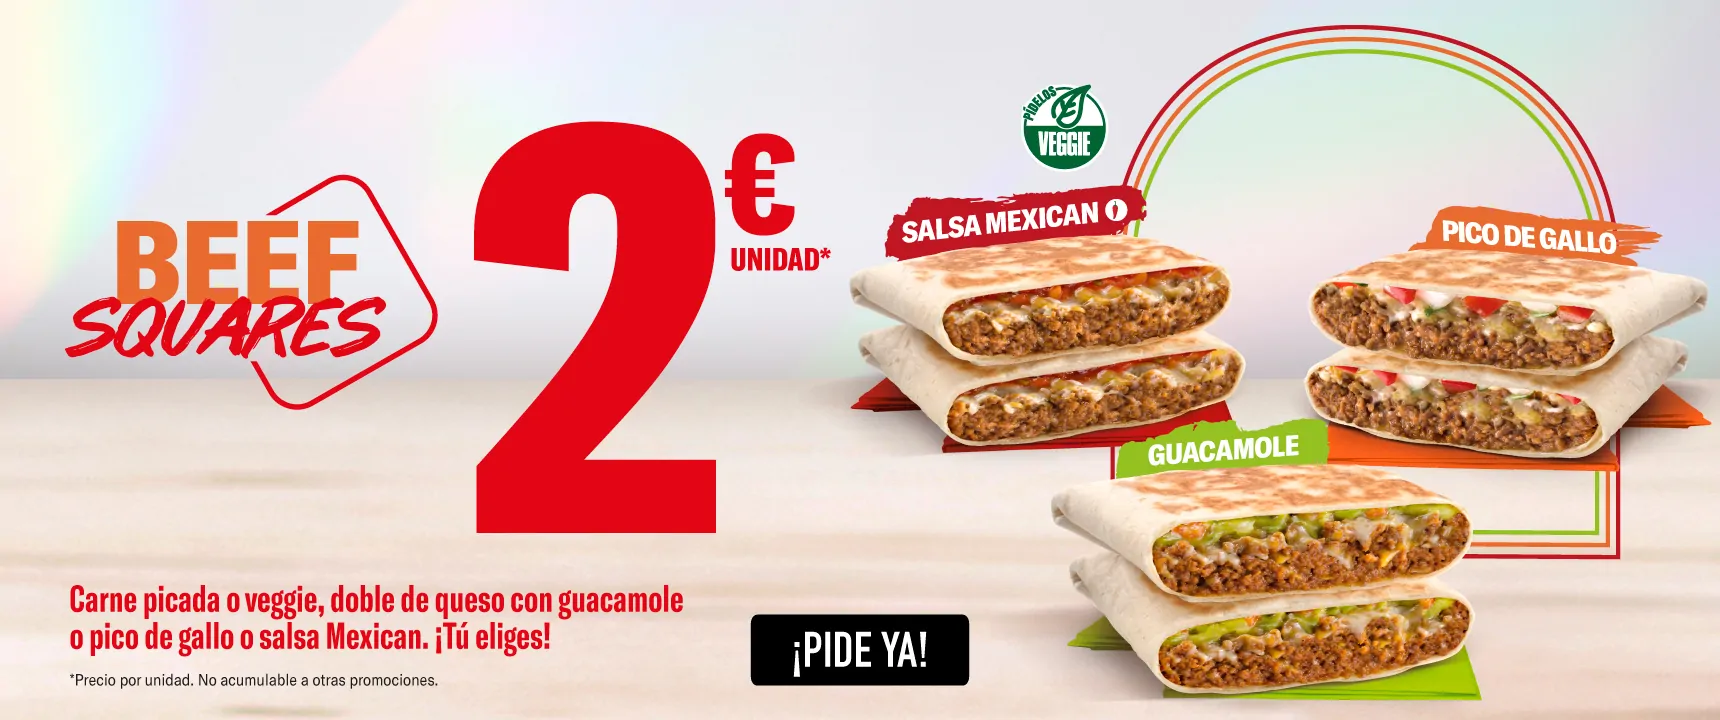 BEEF
SQUARES
2€
UNIDAD*
PÍDELOS
VEGGIE
SALSA MEXICAN
PICO DE GALLO
GUACAMOLE
Carne picada o veggie, doble de queso con guacamole
o pico de gallo o salsa Mexican. ¡Tú eliges!
*Precio por unidad. No acumulable a otras promociones.
¡PIDE YA!